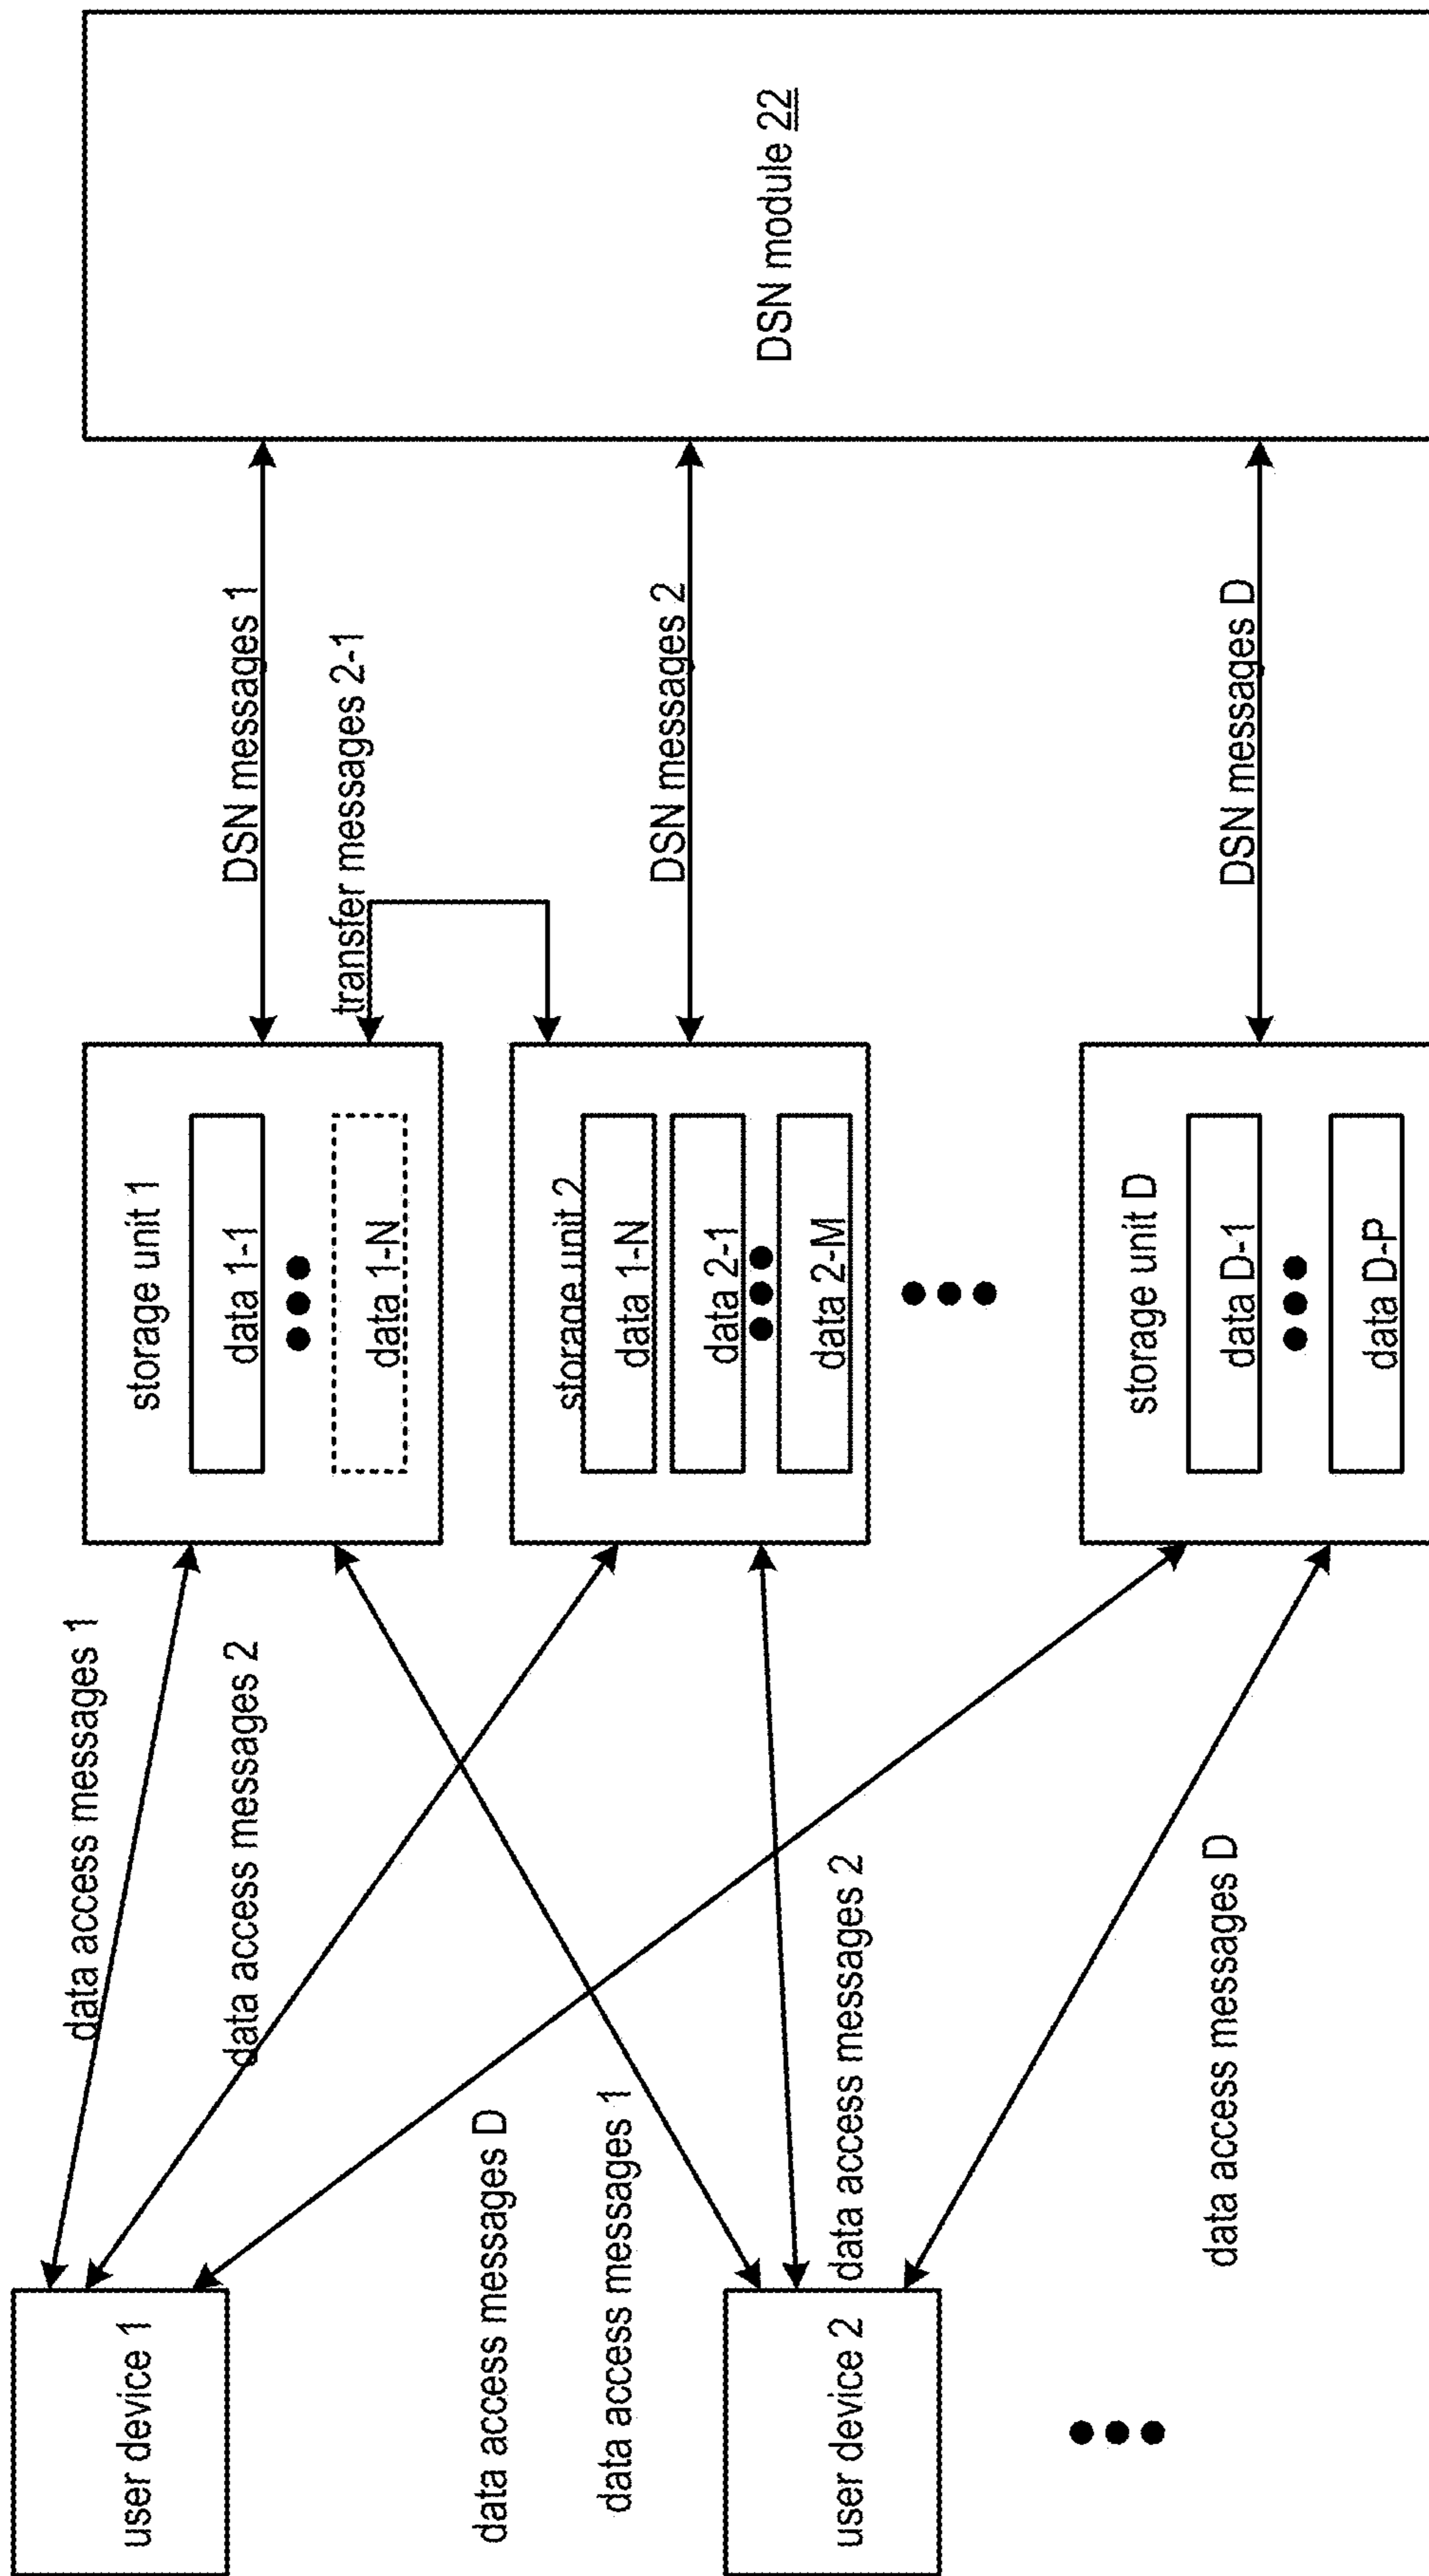 user device 1
data access messages 1
data access messages 2
data access messages D
data access messages 1
user device 2
data access messages 2
data access messages D
storage unit 1
data 1-1
data 1-N
storage unit 2
data 1-N
data 2-1
data 2-M
storage unit D
data D-1
data D-P
DSN messages 1
transfer messages 2-1
DSN messages 2
DSN messages D
DSN module 22